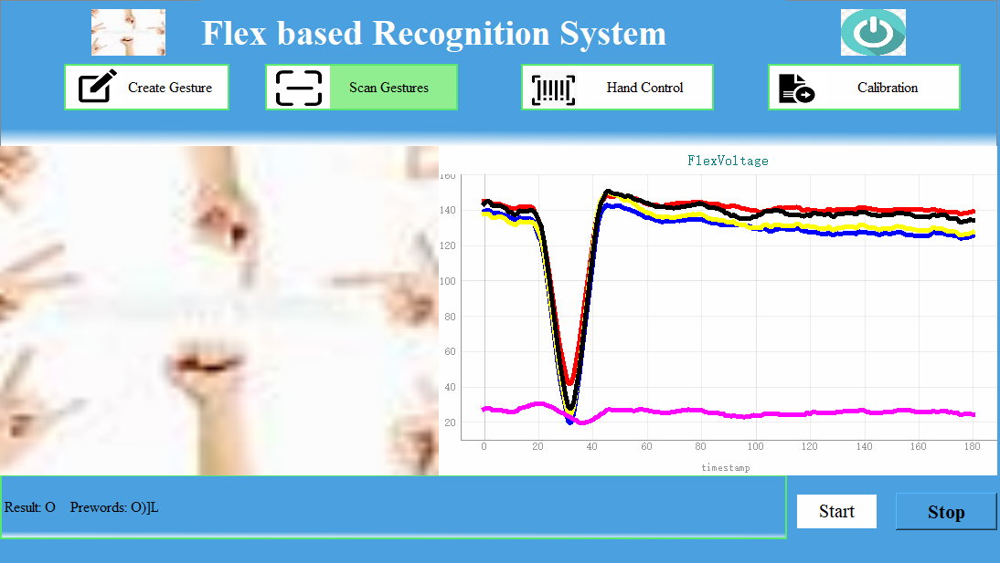 Flex based Recognition System
Create Gesture
Scan Gestures
Hand Control
Calibration
FlexVoltage
160
140
120
100
80
60
40
20
0 20 40 60 80 100 120 140 160 180
timestamp
Result: O Prewords: O)]L
Start
Stop